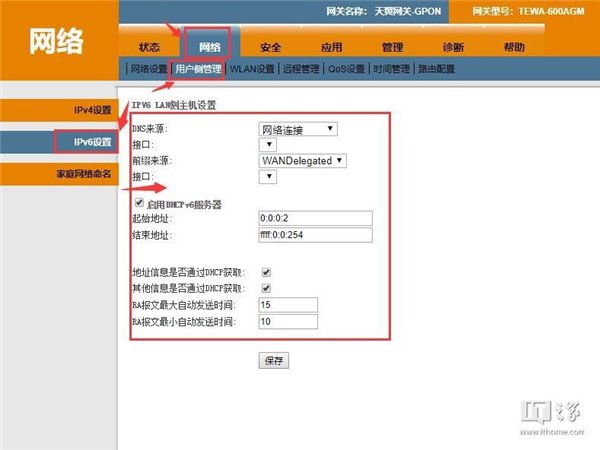 网关名称： 天翼网关-GPON 网关型号：TEWA-600AGM
网络
状态 网络 安全 应用 管理 诊断 帮助
网络设置 用户侧管理 WLAN设置 远程管理 QoS设置 时间管理 路由配置
IPv4设置
IPv6设置
家庭网络命名
IPV6 LAN侧主机设置
DNS来源: 网络连接
接口:
前缀来源: WANDelegated
接口:
启用DHCPv6服务器
起始地址: 0:0:0:2
结束地址: ffff:0:0:254
地址信息是否通过DHCP获取:
其他信息是否通过DHCP获取:
RA报文最大自动发送时间: 15
RA报文最小自动发送时间: 10
保存
IT之家
www.ithome.com